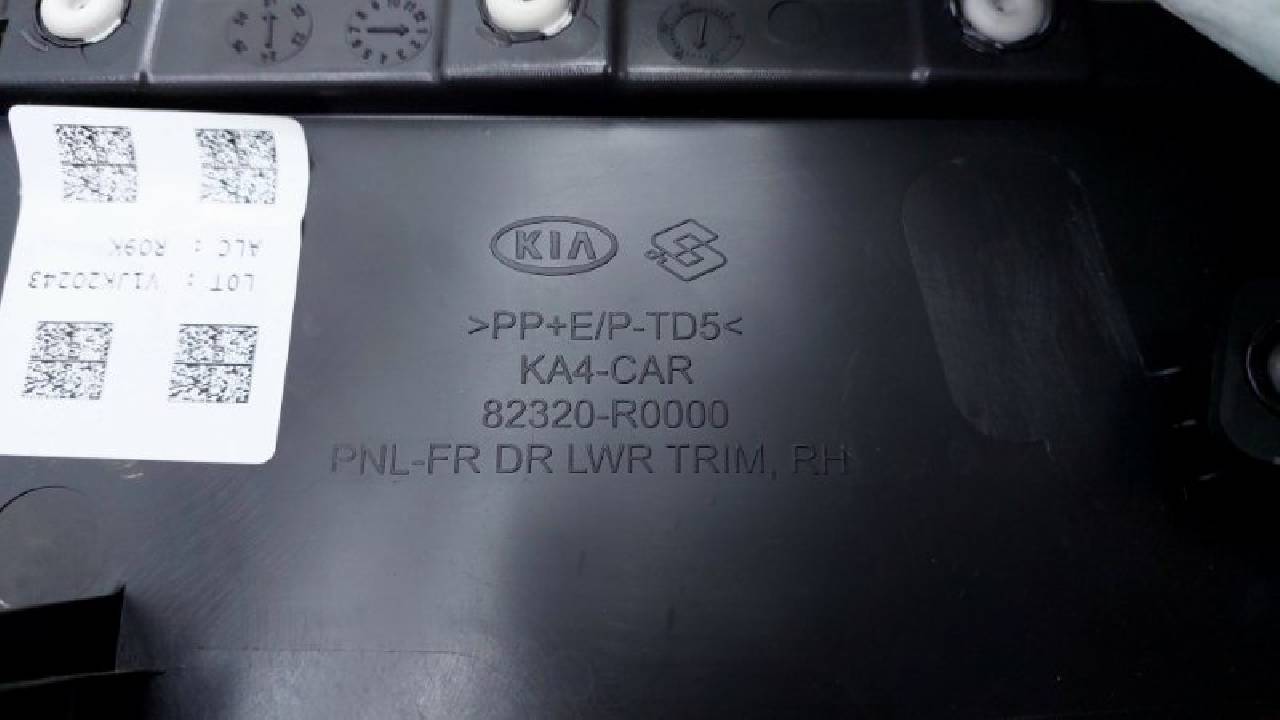 KIA
>PP+E/P-TD5<
KA4-CAR
82320-R0000
PNL-FR DR LWR TRIM, RH
LOT : V1JK20243
ALC : R09K